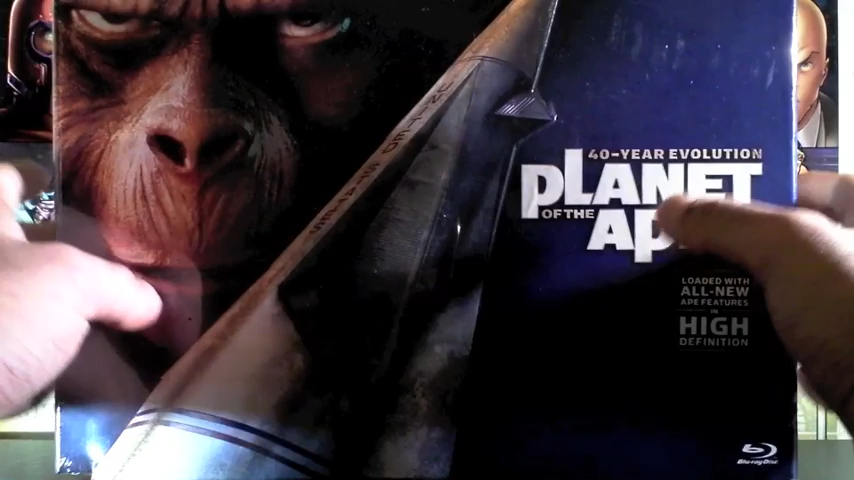 40-YEAR EVOLUTION
PLANET
OF THE
LOADED WITH
ALL-NEW
APE FEATURES
IN
HIGH
DEFINITION
Blu-ray Disc